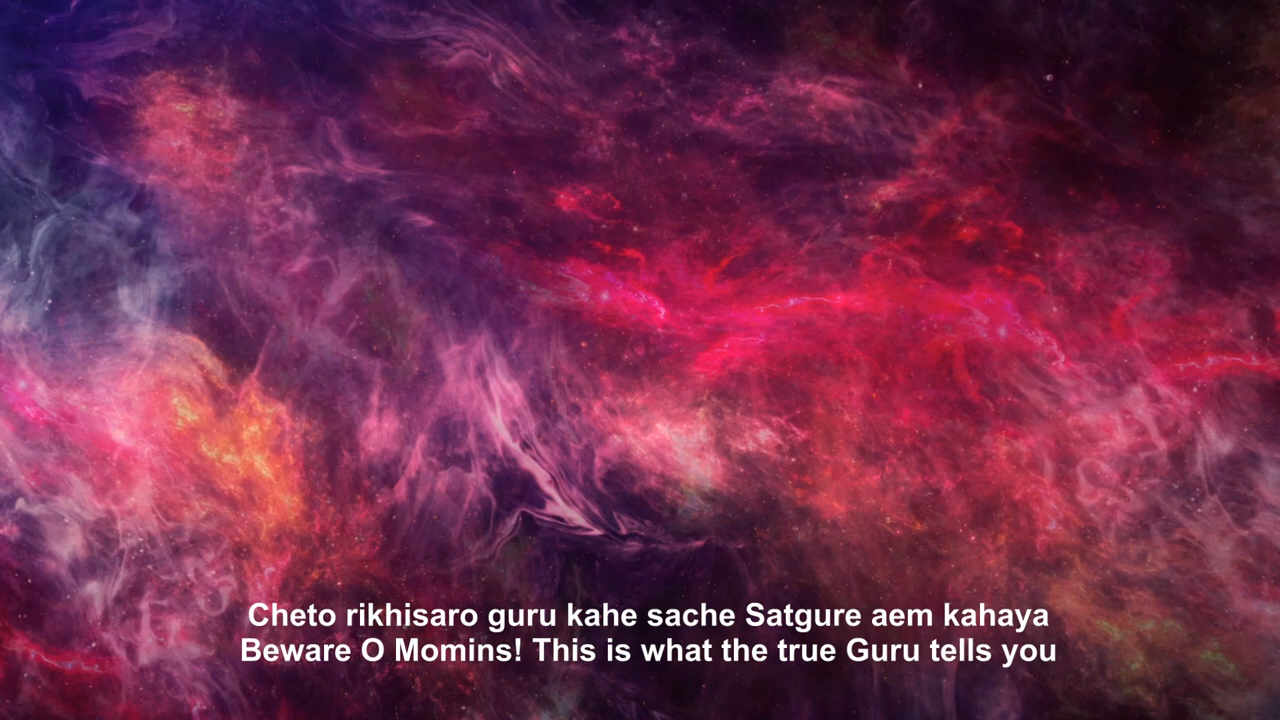 Cheto rikhisaro guru kahe sache Satgure aem kahaya
Beware O Momins! This is what the true Guru tells you